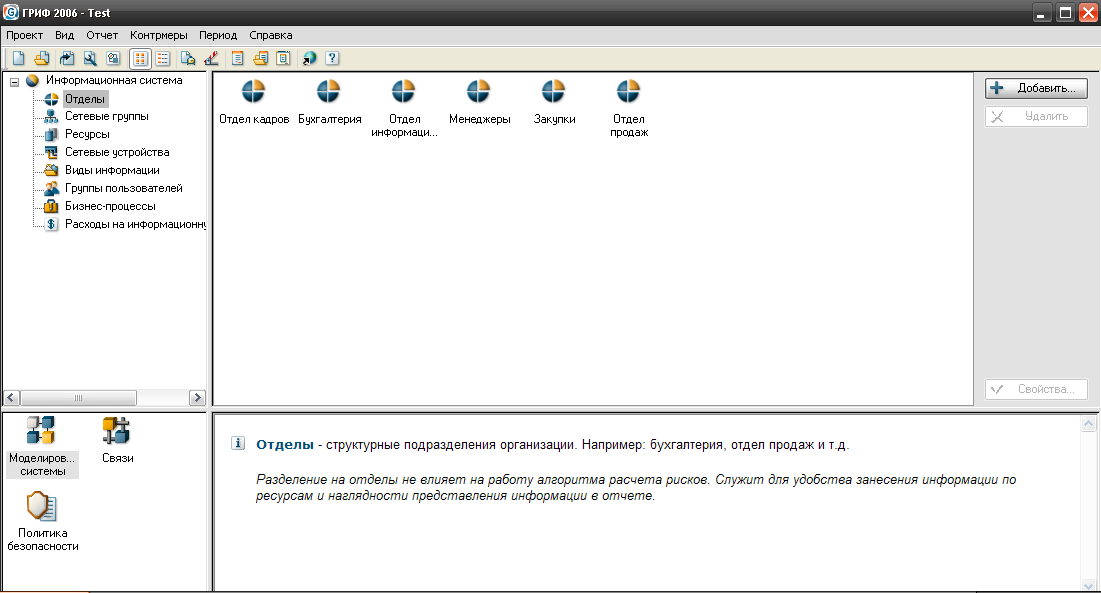 ГРИФ 2006 - Test
Проект Вид Отчет Контрмеры Период Справка
Информационная система
Отделы
Сетевые группы
Ресурсы
Сетевые устройства
Виды информации
Группы пользователей
Бизнес-процессы
Расходы на информационну
Отдел кадров
Бухгалтерия
Отдел
информаци...
Менеджеры
Закупки
Отдел
продаж
Добавить...
Удалить
Свойства...
Моделиров...
системы
Связи
Политика
безопасности
Отделы - структурные подразделения организации. Например: бухгалтерия, отдел продаж и т.д.
Разделение на отделы не влияет на работу алгоритма расчета рисков. Служит для удобства занесения информации по
ресурсам и наглядности представления информации в отчете.